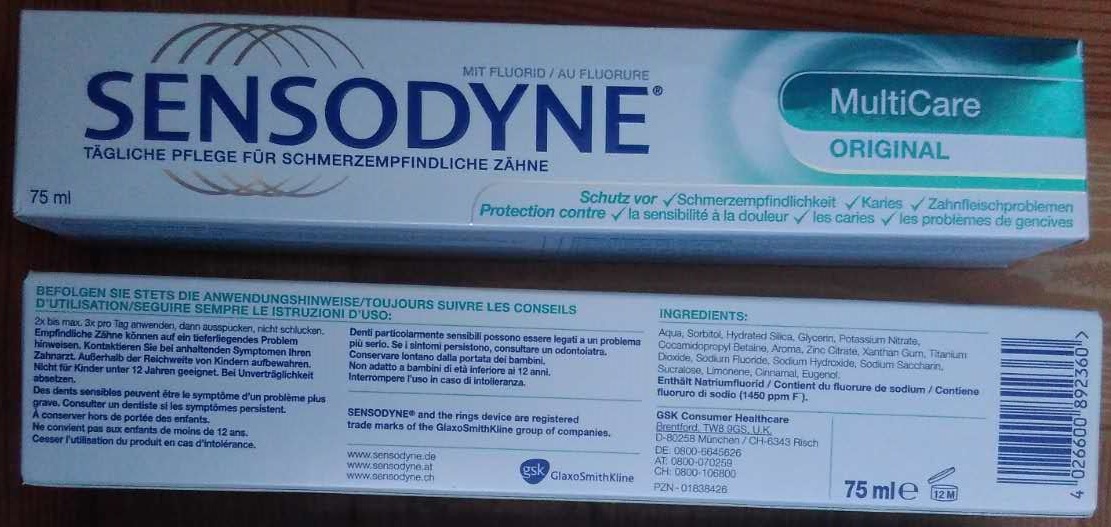 MIT FLUORID / AU FLUORURE
SENSODYNE®
TÄGLICHE PFLEGE FÜR SCHMERZEMPFINDLICHE ZÄHNE
75 ml
MultiCare
ORIGINAL
Schutz vor ✓Schmerzempfindlichkeit ✓Karies ✓Zahnfleischproblemen
Protection contre ✓la sensibilité à la douleur ✓les caries ✓les problèmes de gencives
BEFOLGEN SIE STETS DIE ANWENDUNGSHINWEISE/TOUJOURS SUIVRE LES CONSEILS
D'UTILISATION/SEGUIRE SEMPRE LE ISTRUZIONI D'USO:
2x bis max. 3x pro Tag anwenden, dann ausspucken, nicht schlucken.
Empfindliche Zähne können auf ein tieferliegendes Problem
hinweisen. Kontaktieren Sie bei anhaltenden Symptomen Ihren
Zahnarzt. Außerhalb der Reichweite von Kindern aufbewahren.
Nicht für Kinder unter 12 Jahren geeignet. Bei Unverträglichkeit
absetzen.
Des dents sensibles peuvent être le symptôme d'un problème plus
grave. Consulter un dentiste si les symptômes persistent.
À conserver hors de portée des enfants.
Ne convient pas aux enfants de moins de 12 ans.
Cesser l'utilisation du produit en cas d'intolérance.
Denti particolarmente sensibili possono essere legati a un problema
più serio. Se i sintomi persistono, consultare un odontoiatra.
Conservare lontano dalla portata dei bambini.
Non adatto a bambini di età inferiore ai 12 anni.
Interrompere l'uso in caso di intolleranza.
SENSODYNE® and the rings device are registered
trade marks of the GlaxoSmithKline group of companies.
www.sensodyne.de
www.sensodyne.at
www.sensodyne.ch
gsk GlaxoSmithKline
INGREDIENTS:
Aqua, Sorbitol, Hydrated Silica, Glycerin, Potassium Nitrate,
Cocamidopropyl Betaine, Aroma, Zinc Citrate, Xanthan Gum, Titanium
Dioxide, Sodium Fluoride, Sodium Hydroxide, Sodium Saccharin,
Sucralose, Limonene, Cinnamal, Eugenol.
Enthält Natriumfluorid / Contient du fluorure de sodium / Contiene
fluoruro di sodio (1450 ppm F⁻).
GSK Consumer Healthcare
Brentford, TW8 9GS, U.K.
D-80258 München / CH-6343 Risch
DE: 0800-6645626
AT: 0800-070259
CH: 0800-106800
PZN - 01838426
75 ml ℮
12 M
4 026600 892360 >